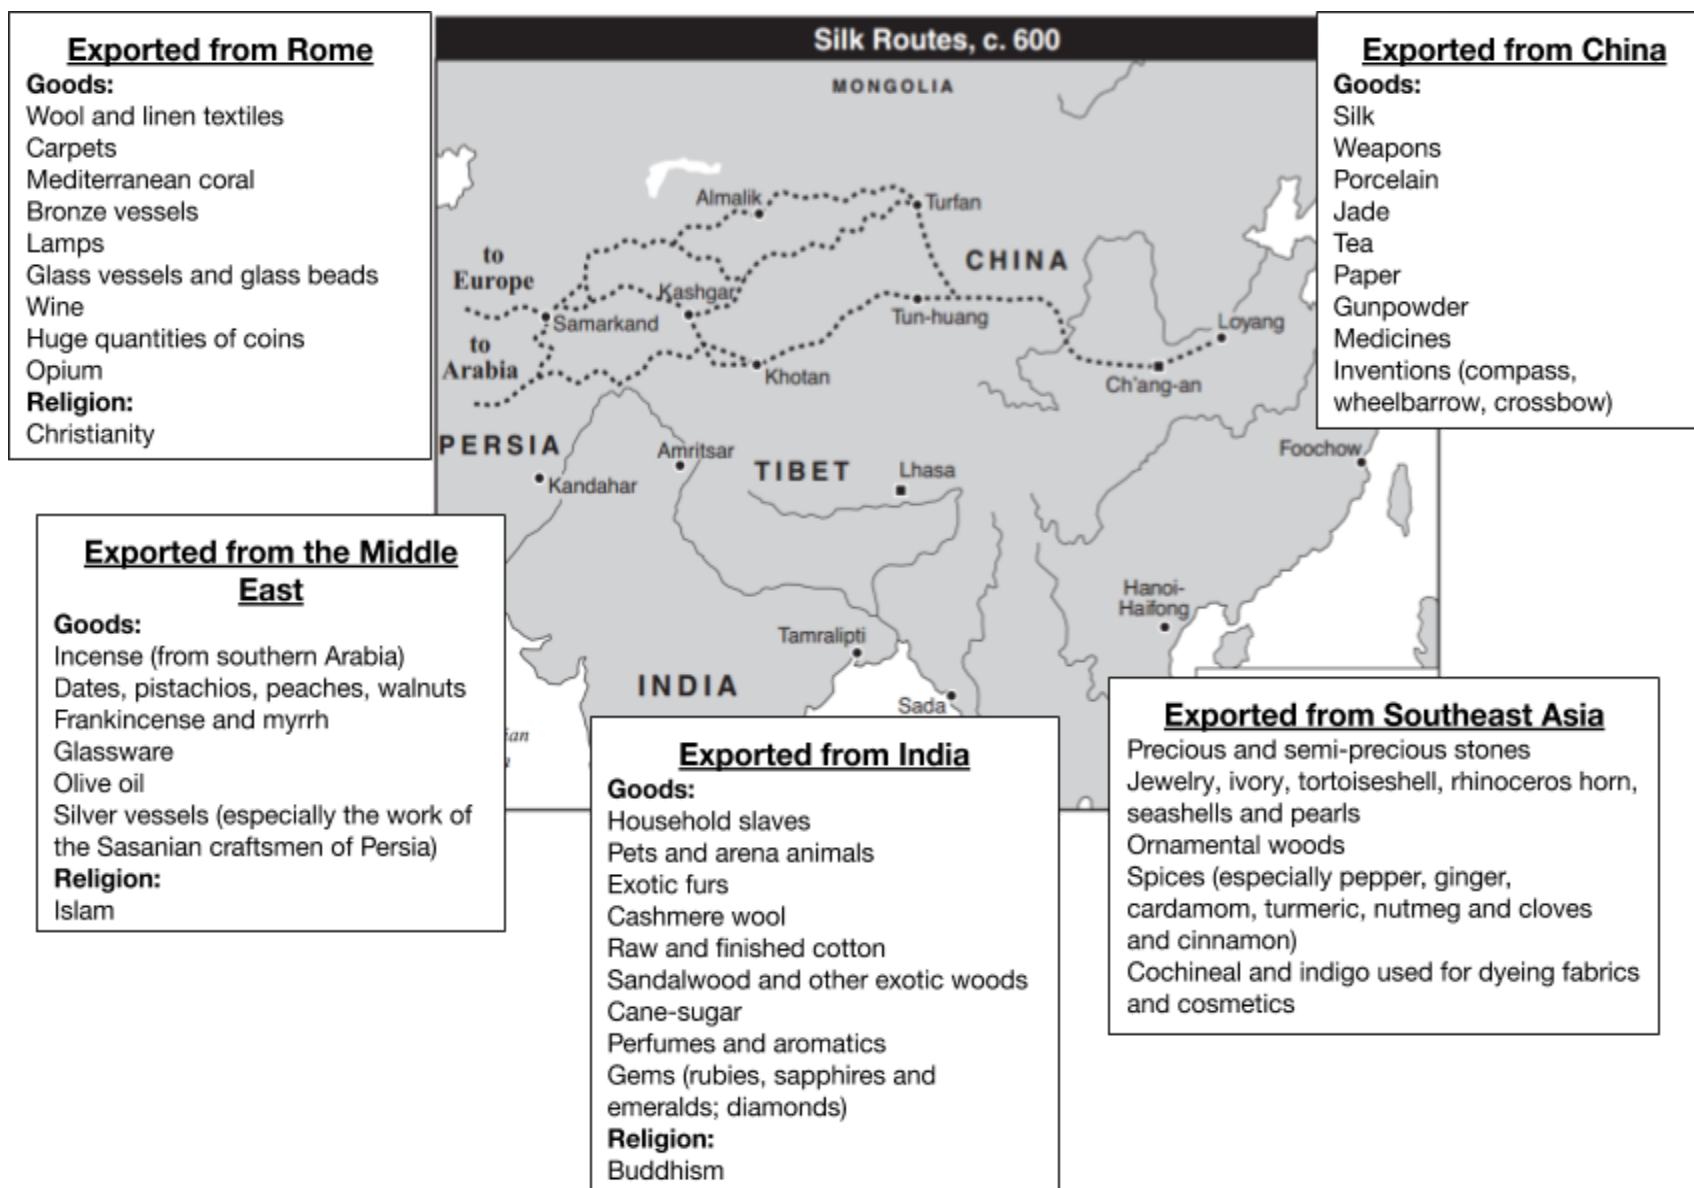 Exported from Rome
Goods:
Wool and linen textiles
Carpets
Mediterranean coral
Bronze vessels
Lamps
Glass vessels and glass beads
Wine
Huge quantities of coins
Opium
Religion:
Christianity
Silk Routes, c. 600
MONGOLIA
Almalik
Turfan
to
Europe
CHINA
Kashgar
Samarkand
Tun-huang
Loyang
to
Arabia
Khotan
Ch'ang-an
PERSIA
Amritsar
TIBET
Lhasa
Foochow
Kandahar
Hanoi-
Haifong
Tamralipti
INDIA
Sada
Exported from China
Goods:
Silk
Weapons
Porcelain
Jade
Tea
Paper
Gunpowder
Medicines
Inventions (compass,
wheelbarrow, crossbow)
Exported from the Middle
East
Goods:
Incense (from southern Arabia)
Dates, pistachios, peaches, walnuts
Frankincense and myrrh
Glassware
Olive oil
Silver vessels (especially the work of
the Sasanian craftsmen of Persia)
Religion:
Islam
Exported from India
Goods:
Household slaves
Pets and arena animals
Exotic furs
Cashmere wool
Raw and finished cotton
Sandalwood and other exotic woods
Cane-sugar
Perfumes and aromatics
Gems (rubies, sapphires and
emeralds; diamonds)
Religion:
Buddhism
Exported from Southeast Asia
Precious and semi-precious stones
Jewelry, ivory, tortoiseshell, rhinoceros horn,
seashells and pearls
Ornamental woods
Spices (especially pepper, ginger,
cardamom, turmeric, nutmeg and cloves
and cinnamon)
Cochineal and indigo used for dyeing fabrics
and cosmetics